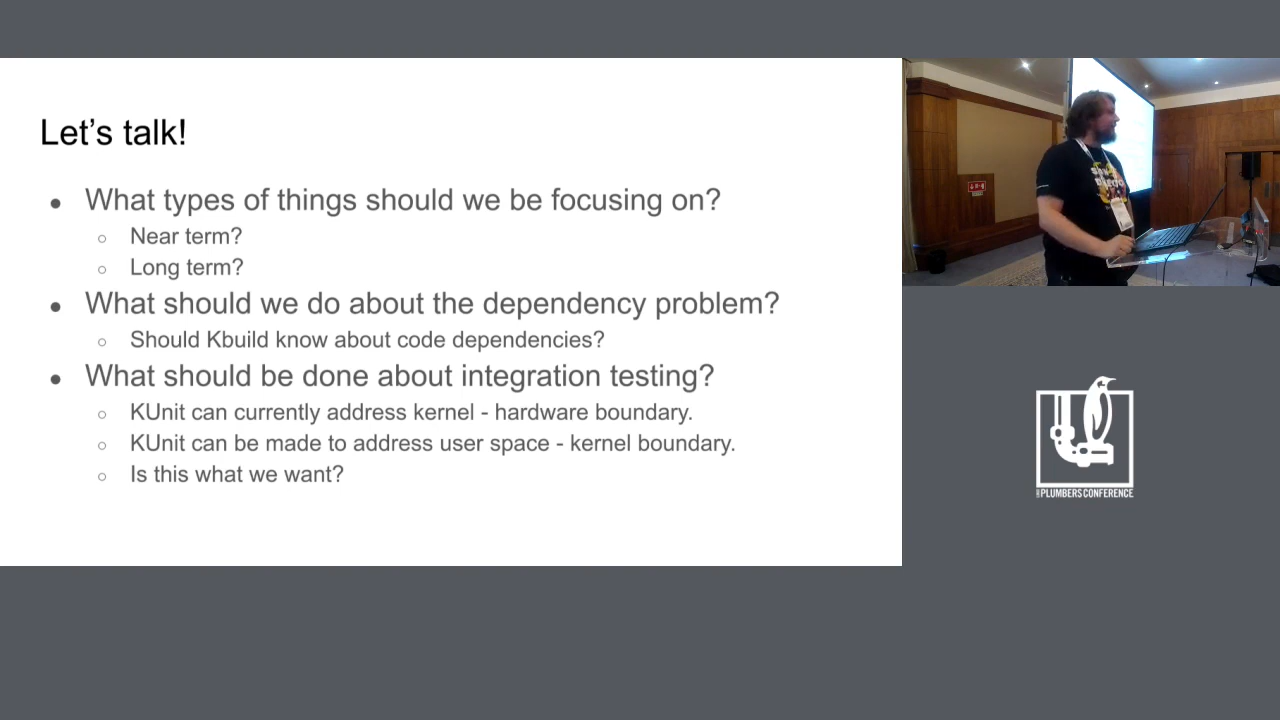 Let's talk!
● What types of things should we be focusing on?
○ Near term?
○ Long term?
● What should we do about the dependency problem?
○ Should Kbuild know about code dependencies?
● What should be done about integration testing?
○ KUnit can currently address kernel - hardware boundary.
○ KUnit can be made to address user space - kernel boundary.
○ Is this what we want?
PLUMBERS CONFERENCE